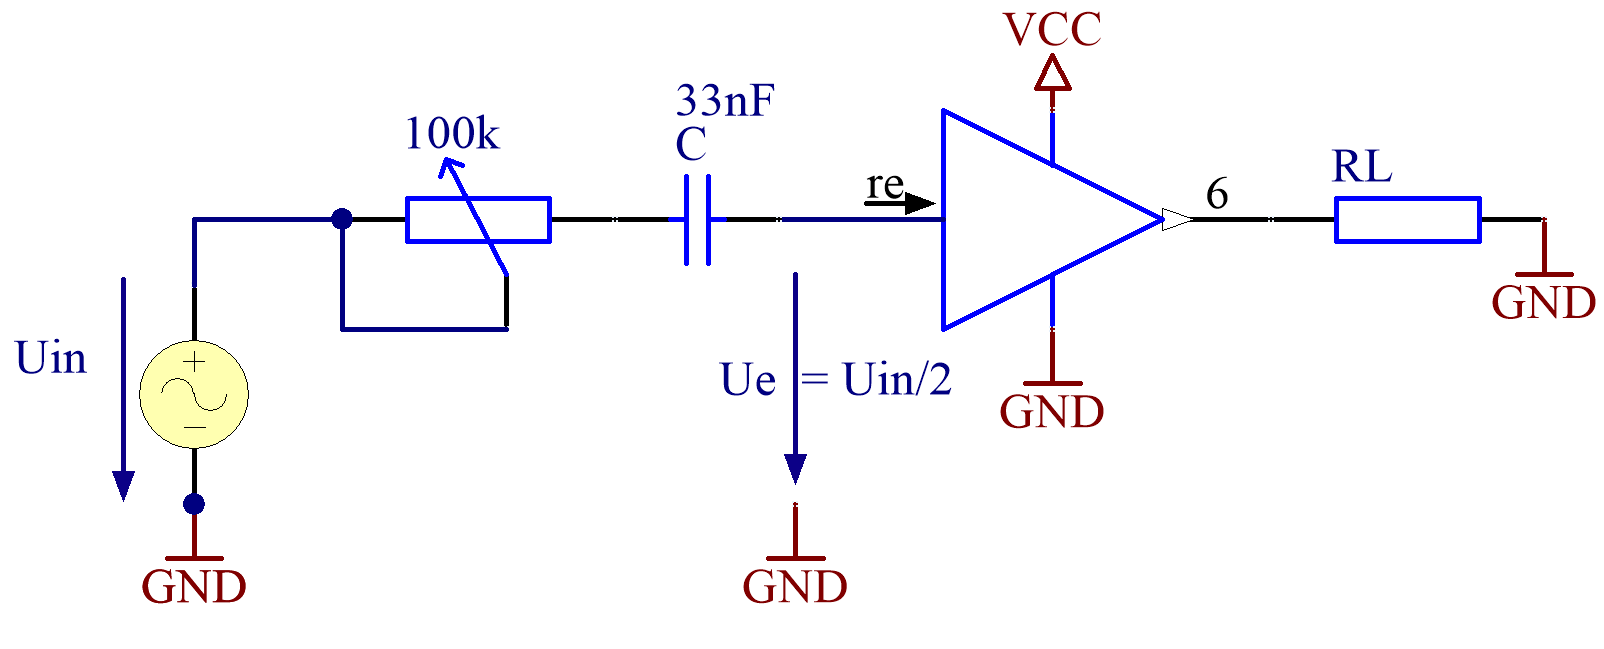 VCC
33nF
C
100k
re
6
RL
GND
Uin
Ue = Uin/2
GND
GND
GND